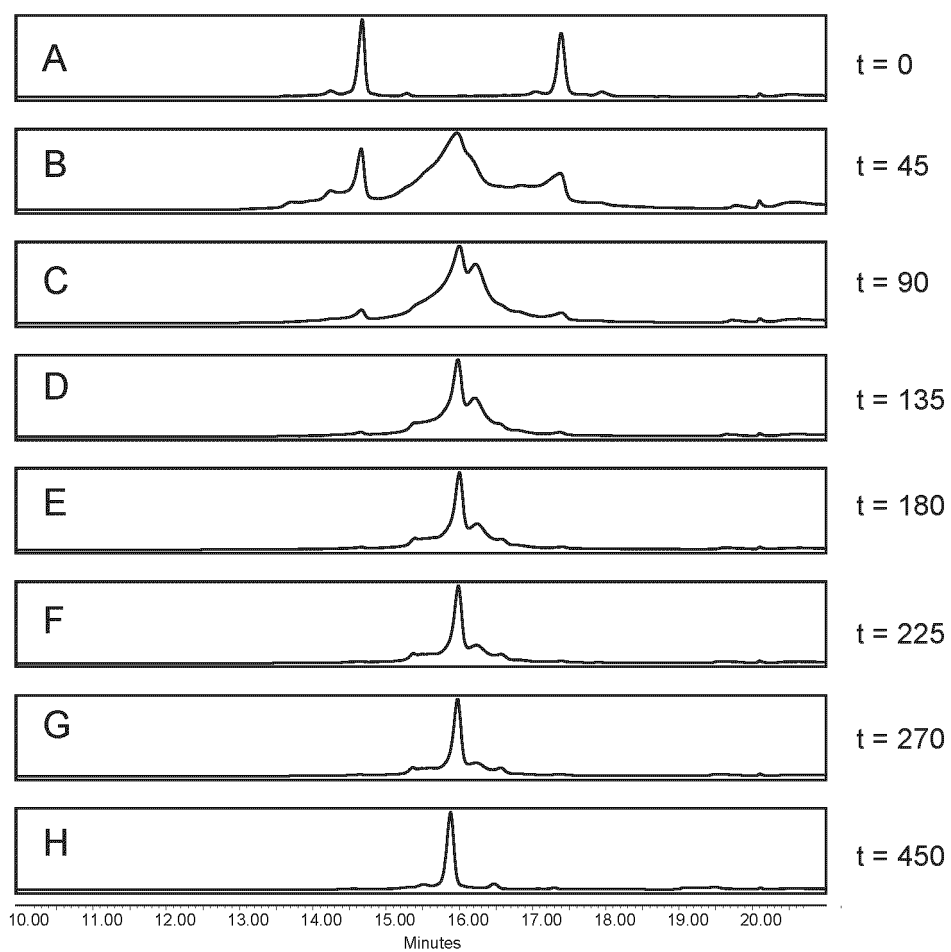 A t = 0
B t = 45
C t = 90
D t = 135
E t = 180
F t = 225
G t = 270
H t = 450
10.00 11.00 12.00 13.00 14.00 15.00 16.00 17.00 18.00 19.00 20.00
Minutes